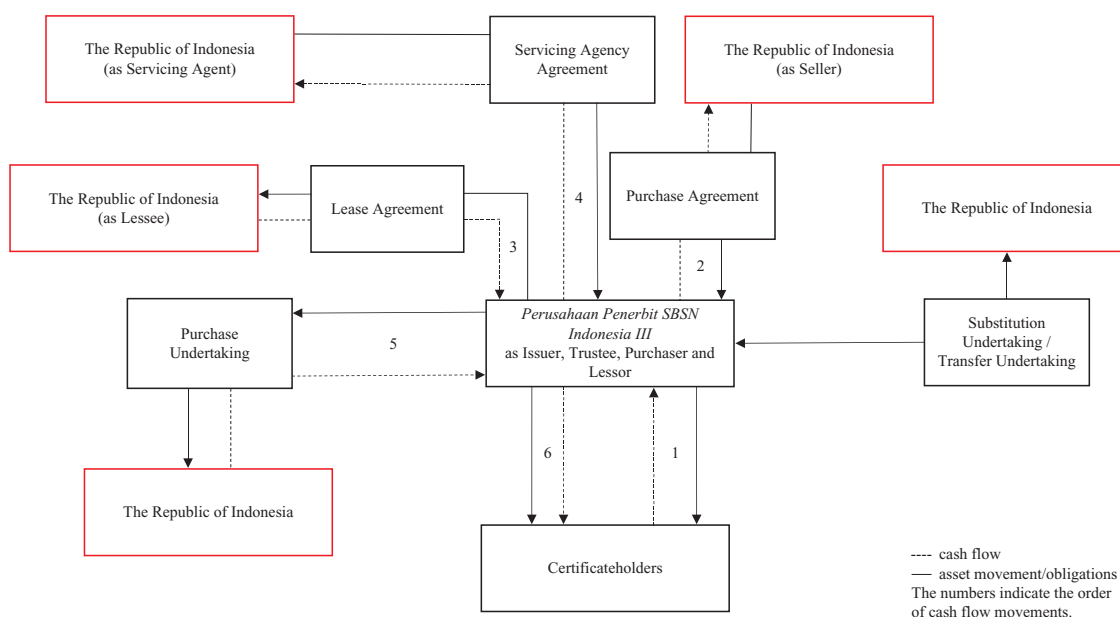 The Republic of Indonesia
(as Servicing Agent)
Servicing Agency
Agreement
The Republic of Indonesia
(as Seller)
The Republic of Indonesia
(as Lessee)
Lease Agreement
4
Purchase Agreement
The Republic of Indonesia
3
2
Purchase
Undertaking
5
Perusahaan Penerbit SBSN
Indonesia III
as Issuer, Trustee, Purchaser and
Lessor
Substitution
Undertaking /
Transfer Undertaking
6
1
The Republic of Indonesia
Certificateholders
---- cash flow
— asset movement/obligations
The numbers indicate the order
of cash flow movements.